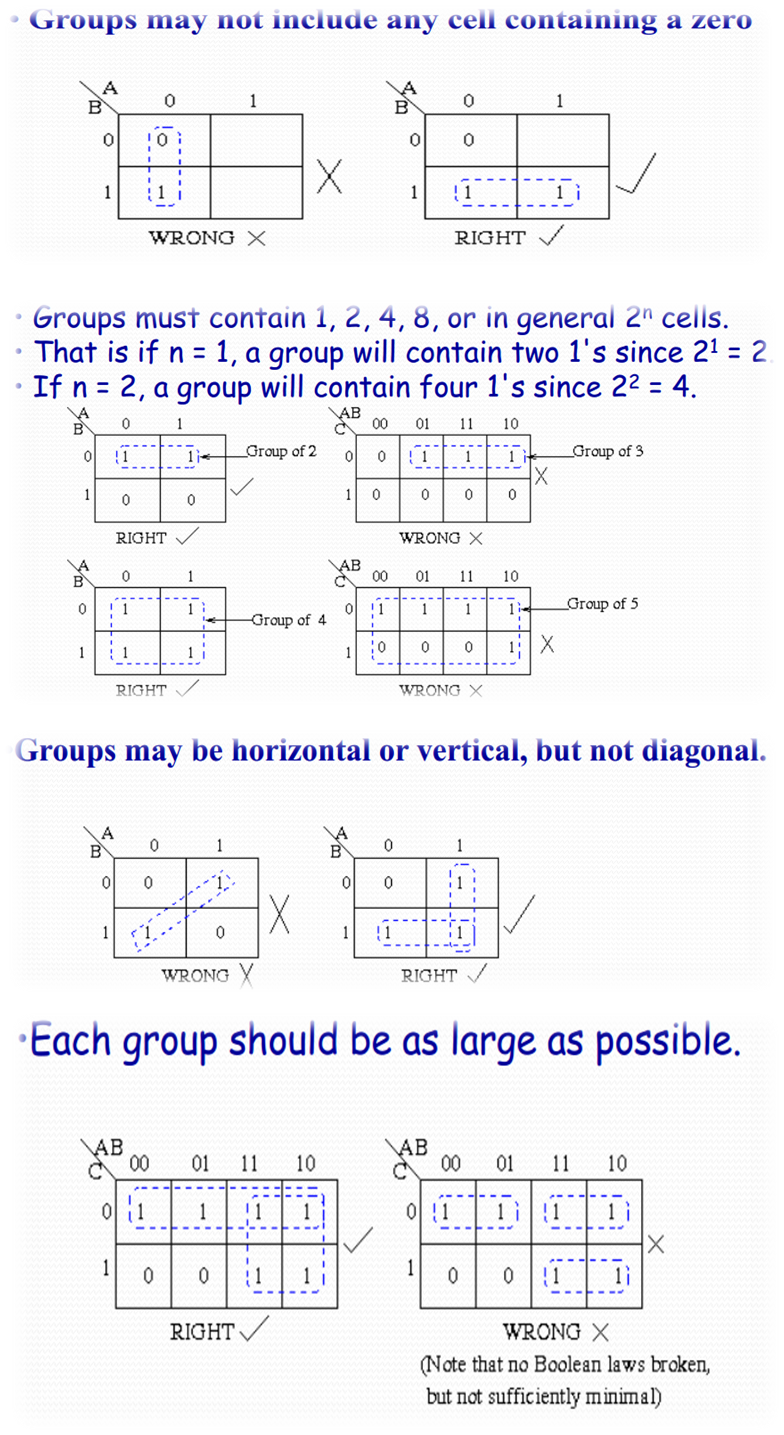 • Groups may not include any cell containing a zero
A A
B 0 1 B 0 1
0 0 0 0
1 1 1 1 1
WRONG RIGHT
• Groups must contain 1, 2, 4, 8, or in general 2ⁿ cells.
• That is if n = 1, a group will contain two 1's since 2¹ = 2.
• If n = 2, a group will contain four 1's since 2² = 4.
A AB
B 0 1 C 00 01 11 10
0 1 1 Group of 2 0 0 1 1 1 Group of 3
1 0 0 1 0 0 0 0
RIGHT WRONG
A AB
B 0 1 C 00 01 11 10
0 1 1 0 1 1 1 1 Group of 5
Group of 4
1 1 1 1 0 0 0 1
RIGHT WRONG
Groups may be horizontal or vertical, but not diagonal.
A A
B 0 1 B 0 1
0 0 1 0 0 1
1 1 0 1 1 1
WRONG RIGHT
•Each group should be as large as possible.
AB AB
C 00 01 11 10 C 00 01 11 10
0 1 1 1 1 0 1 1 1 1
1 0 0 1 1 1 0 0 1 1
RIGHT WRONG
(Note that no Boolean laws broken,
but not sufficiently minimal)